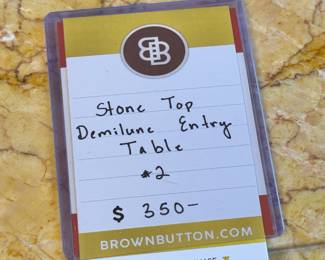 Stone Top
Demilune Entry
Table
#2
$ 350-
BROWNBUTTON.COM